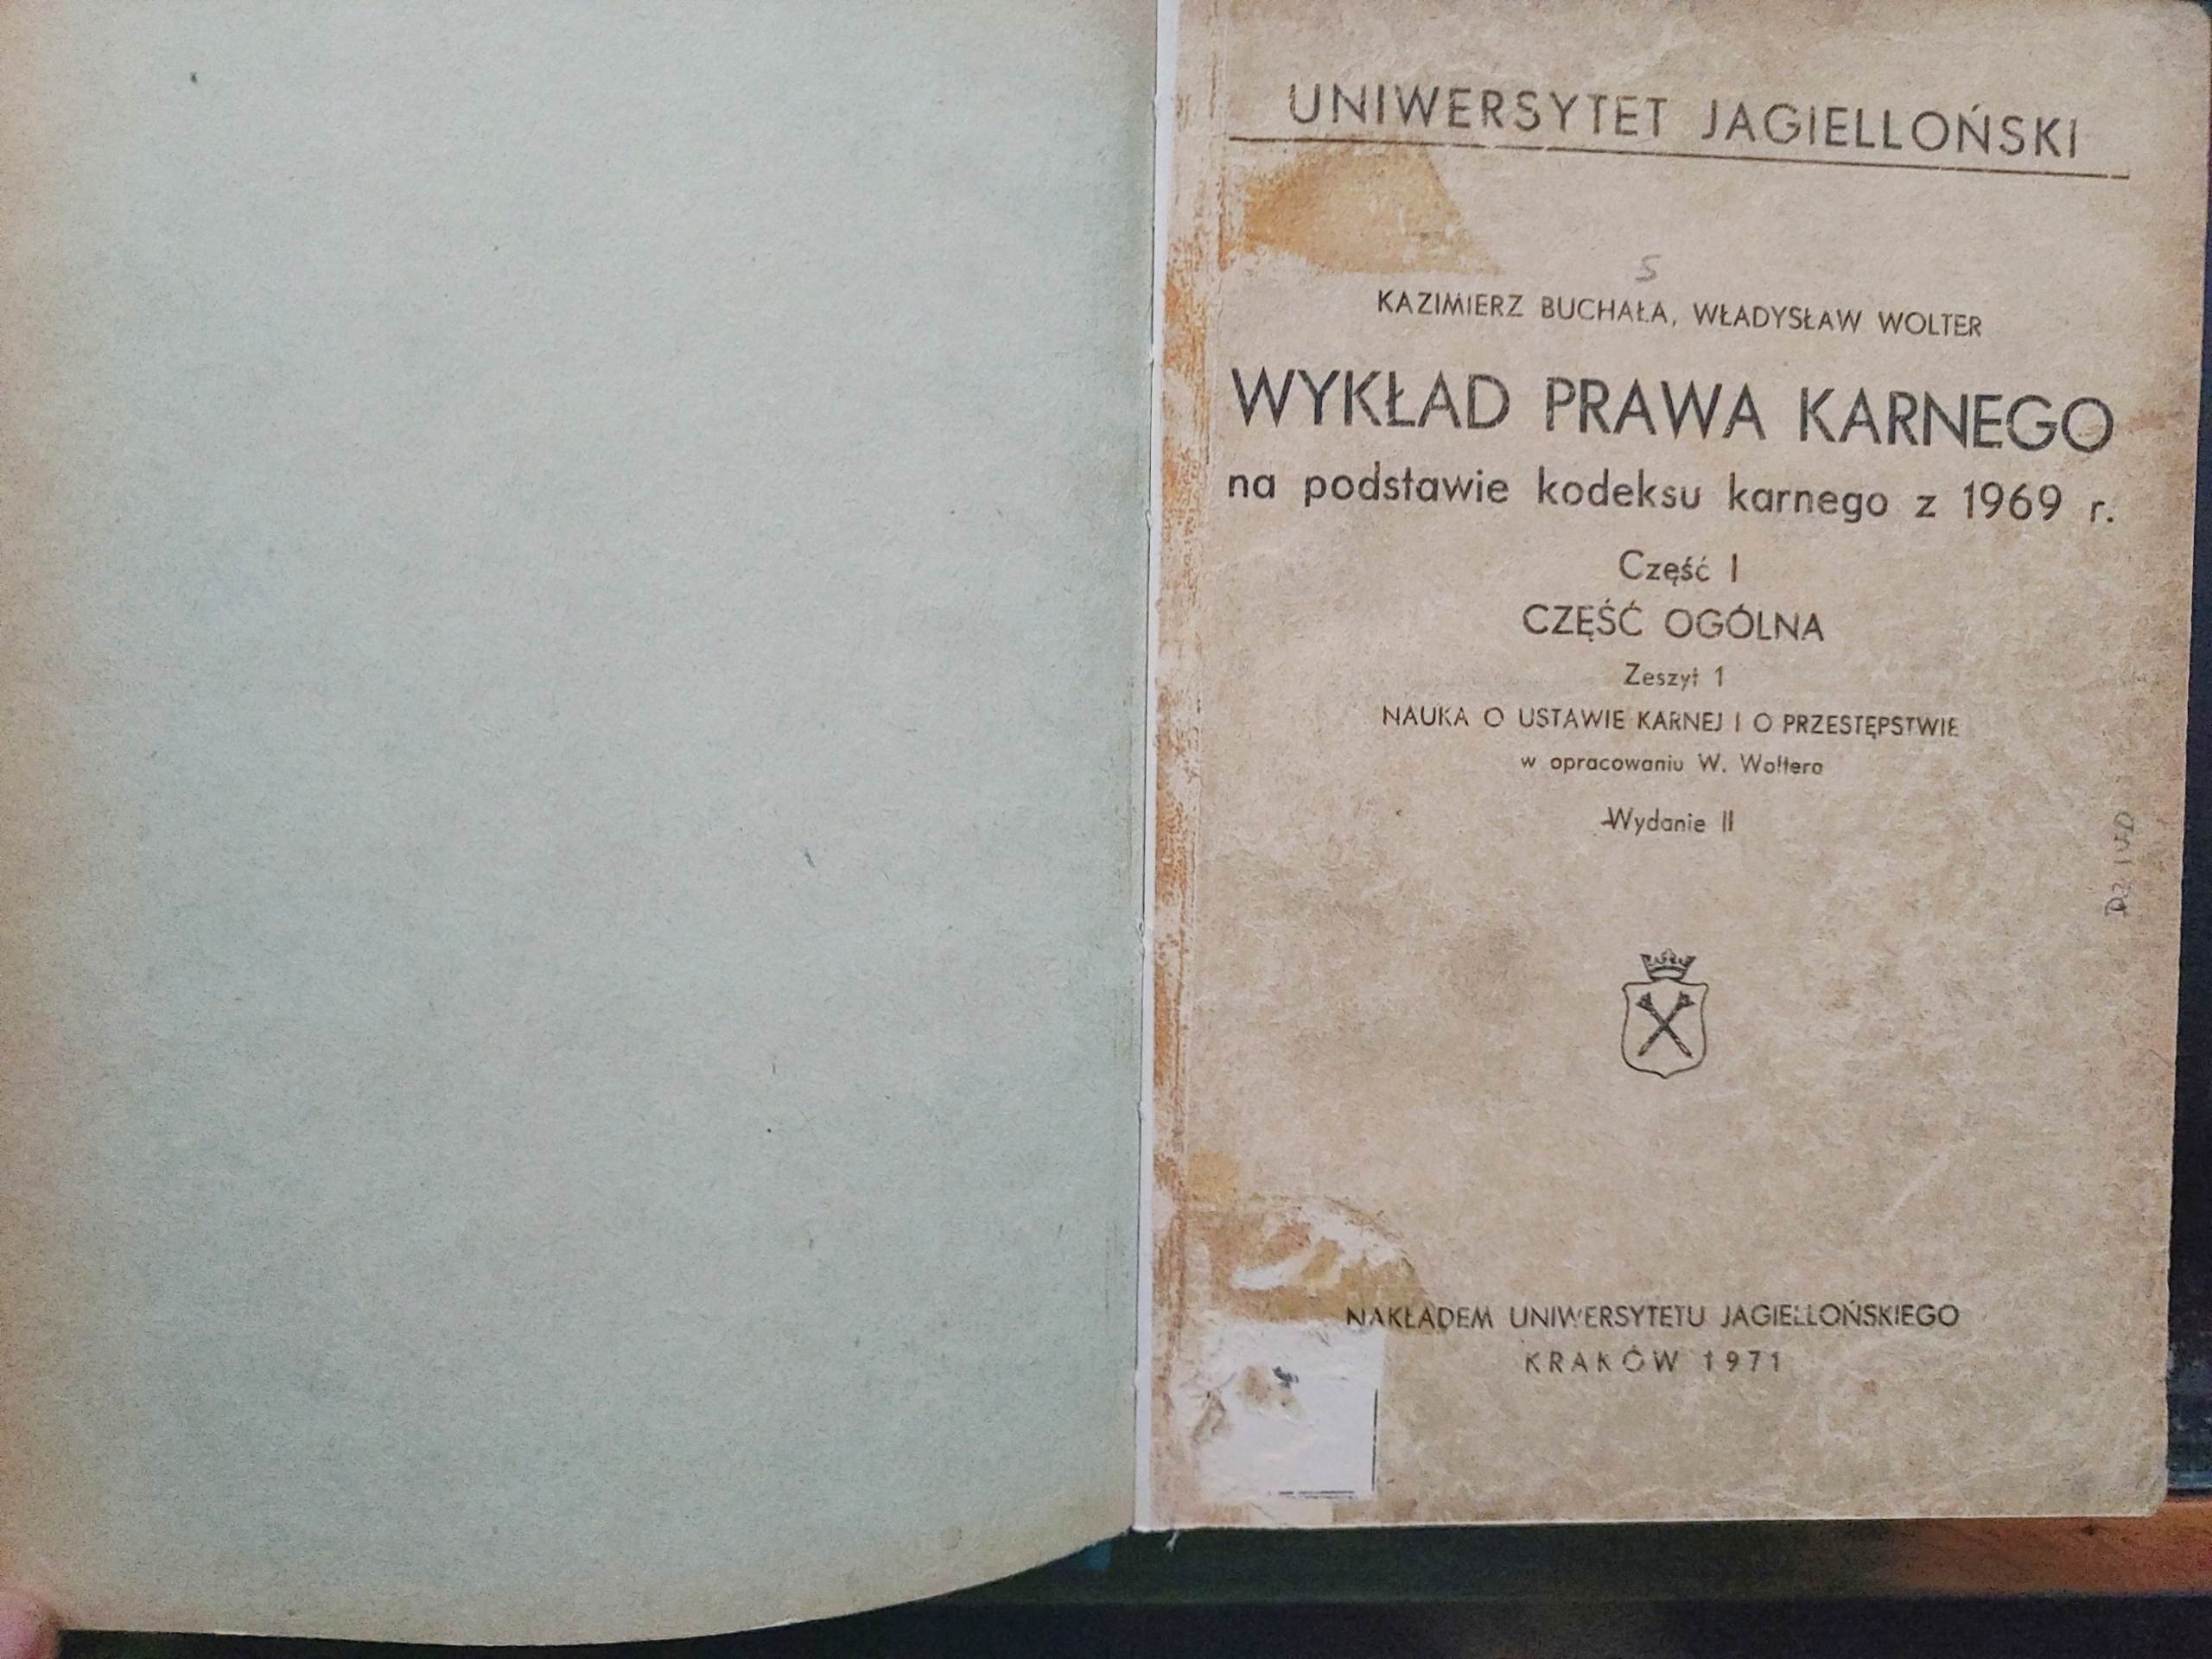 UNIWERSYTET JAGIELLOŃSKI
S
KAZIMIERZ BUCHAŁA, WŁADYSŁAW WOLTER
WYKŁAD PRAWA KARNEGO
na podstawie kodeksu karnego z 1969 r.
Część I
CZĘŚĆ OGÓLNA
Zeszyt 1
NAUKA O USTAWIE KARNEJ I O PRZESTĘPSTWIE
w opracowaniu W. Woltera
Wydanie II
NAKŁADEM UNIWERSYTETU JAGIELLOŃSKIEGO
KRAKÓW 1971